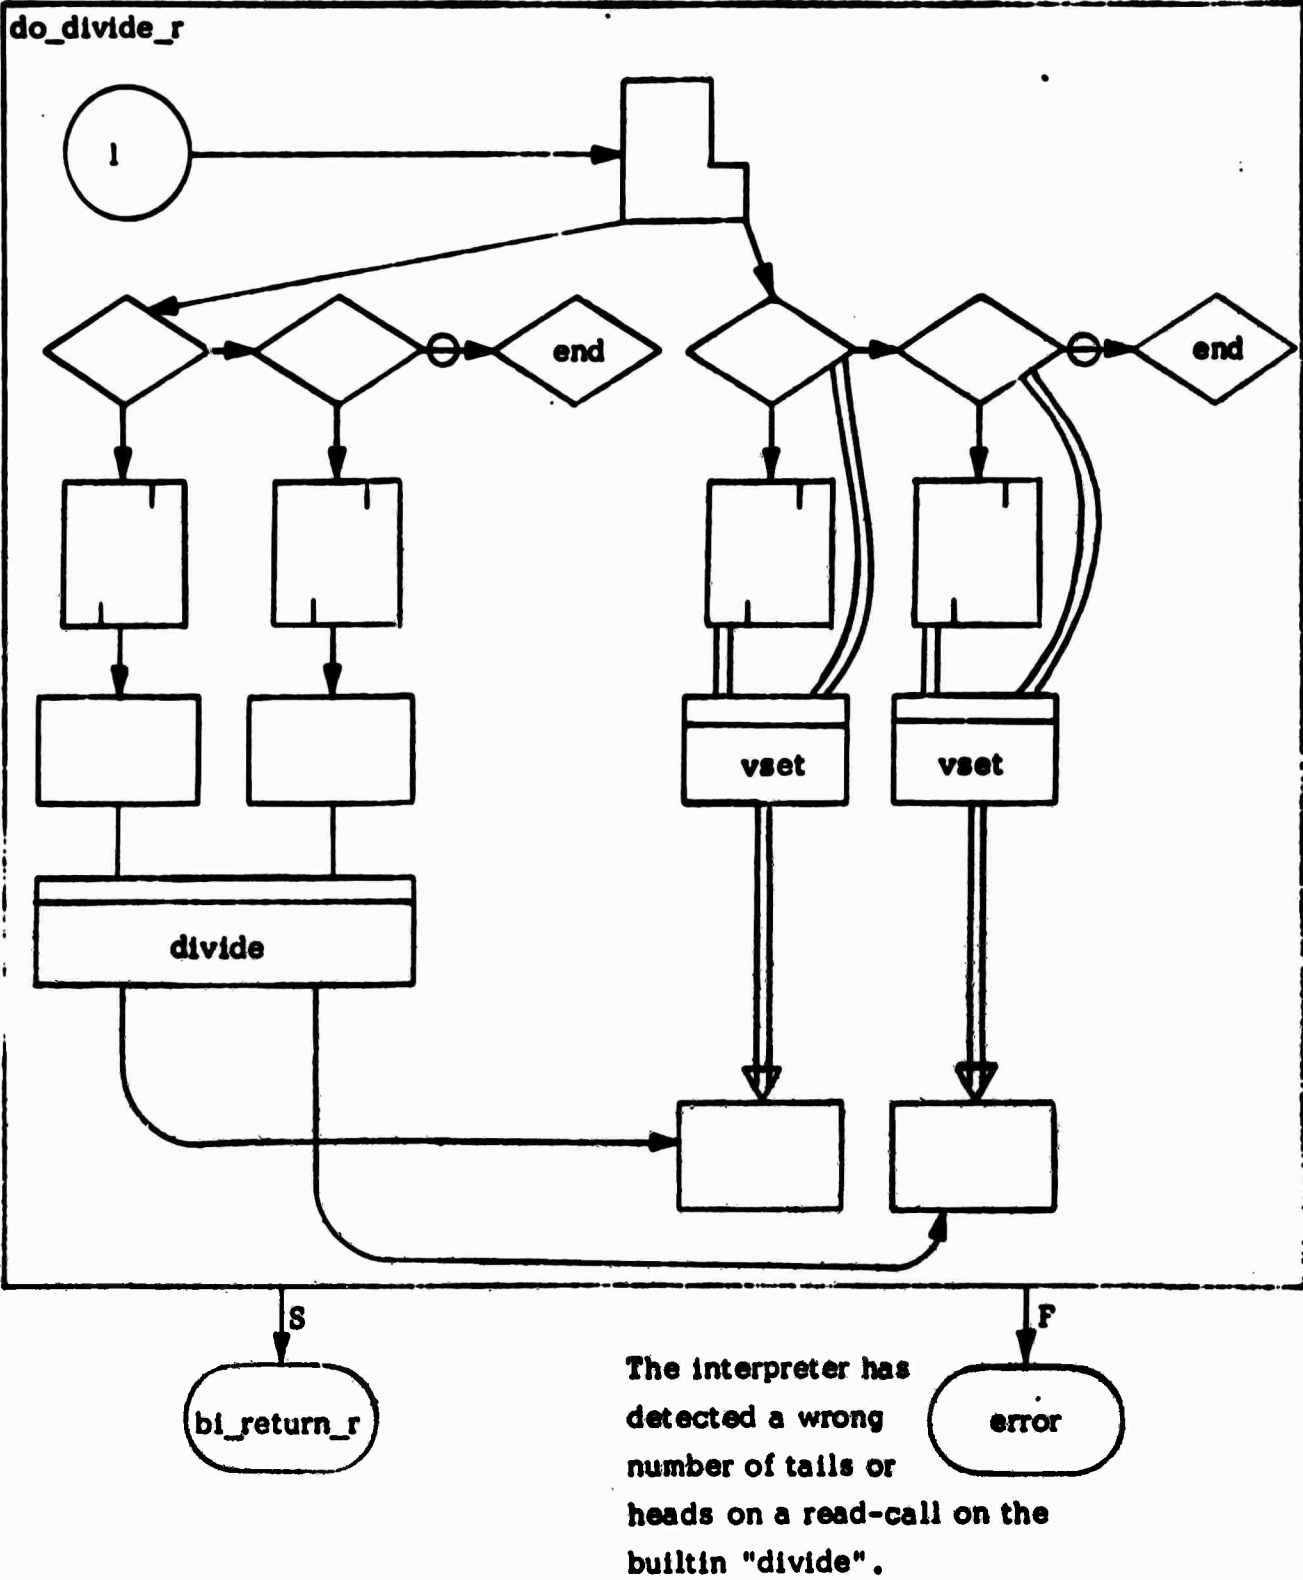 do_divide_r
1
end
end
vset
vset
divide
S
F
The interpreter has
detected a wrong
number of tails or
heads on a read-call on the
builtin "divide".
bi_return_r
error